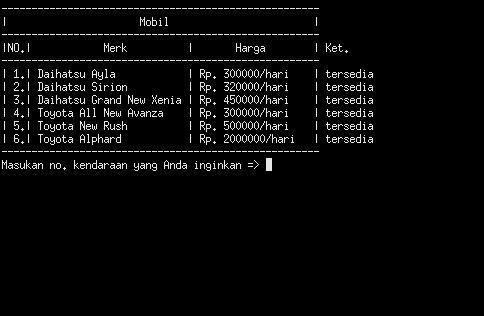 -----------------------------------------------------
|                       Mobil                       |
-----------------------------------------------------
|NO.|            Merk          |       Harga        | Ket.
-----------------------------------------------------
| 1.| Daihatsu Ayla            | Rp. 300000/hari    | tersedia
| 2.| Daihatsu Sirion          | Rp. 320000/hari    | tersedia
| 3.| Daihatsu Grand New Xenia | Rp. 450000/hari    | tersedia
| 4.| Toyota All New Avanza    | Rp. 300000/hari    | tersedia
| 5.| Toyota New Rush          | Rp. 500000/hari    | tersedia
| 6.| Toyota Alphard           | Rp. 2000000/hari   | tersedia
-----------------------------------------------------
Masukan no. kendaraan yang Anda inginkan =>